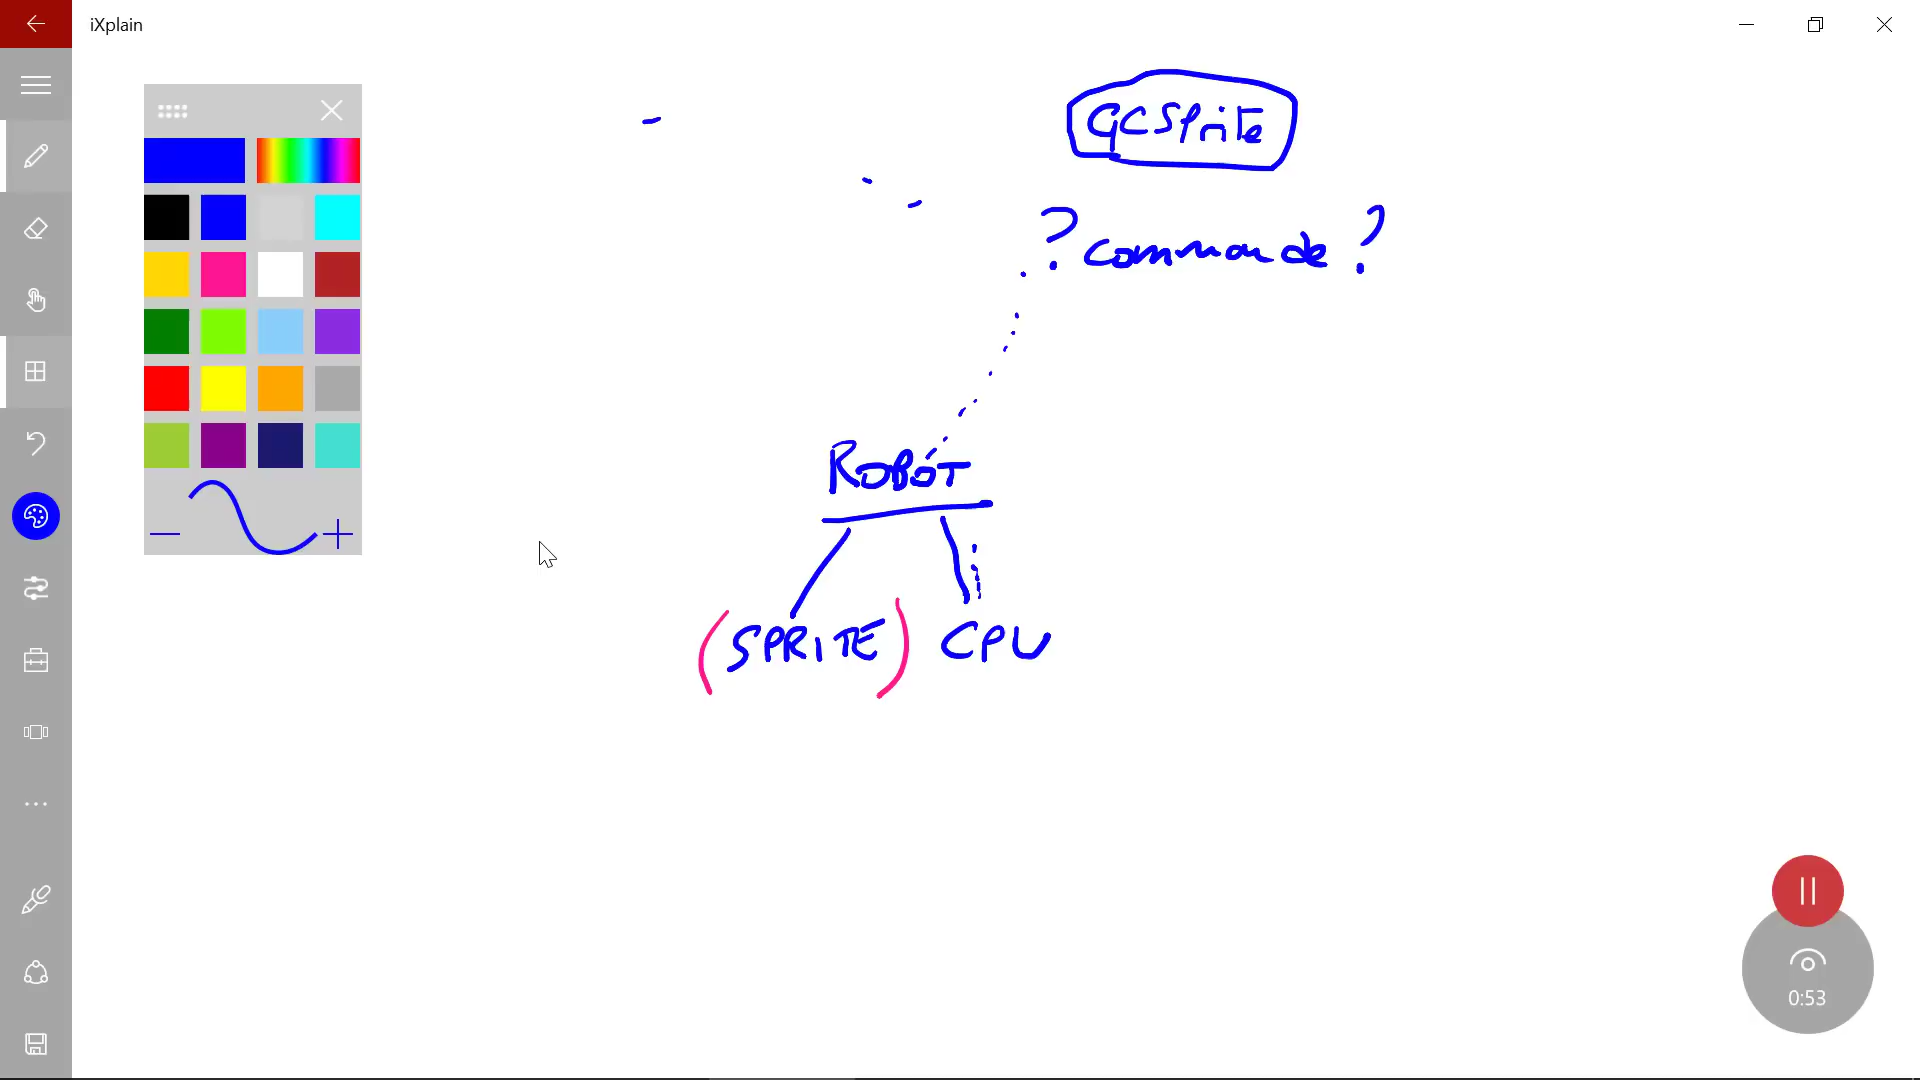 iXplain
GCSprite
? commande ?
ROBOT
(SPRITE) CPU
0:53